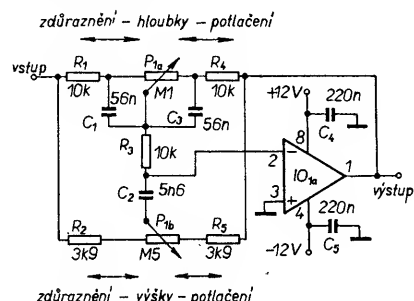 zdůraznění - hloubky - potlačení
vstup R1 P1a R4
10k M1 10k
56n C1 C3 56n
+12V 220n
C4
R3 10k
8
2 - 1
IO1a
výstup
3 +
4
C2 5n6
220n
C5
-12V
R2 P1b R5
3k9 M5 3k9
zdůraznění - výšky - potlačení